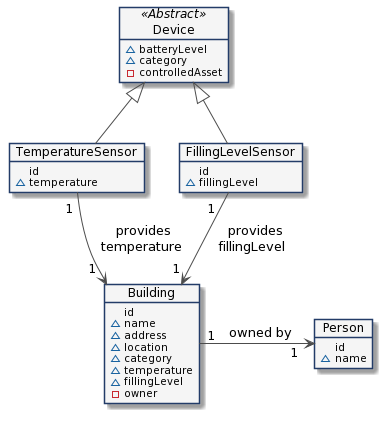 «Abstract»
Device
batteryLevel
category
controlledAsset
TemperatureSensor
id
temperature
FillingLevelSensor
id
fillingLevel
1
1
provides
temperature
provides
fillingLevel
1
1
Building
id
name
address
location
category
temperature
fillingLevel
owner
1
owned by
1
Person
id
name